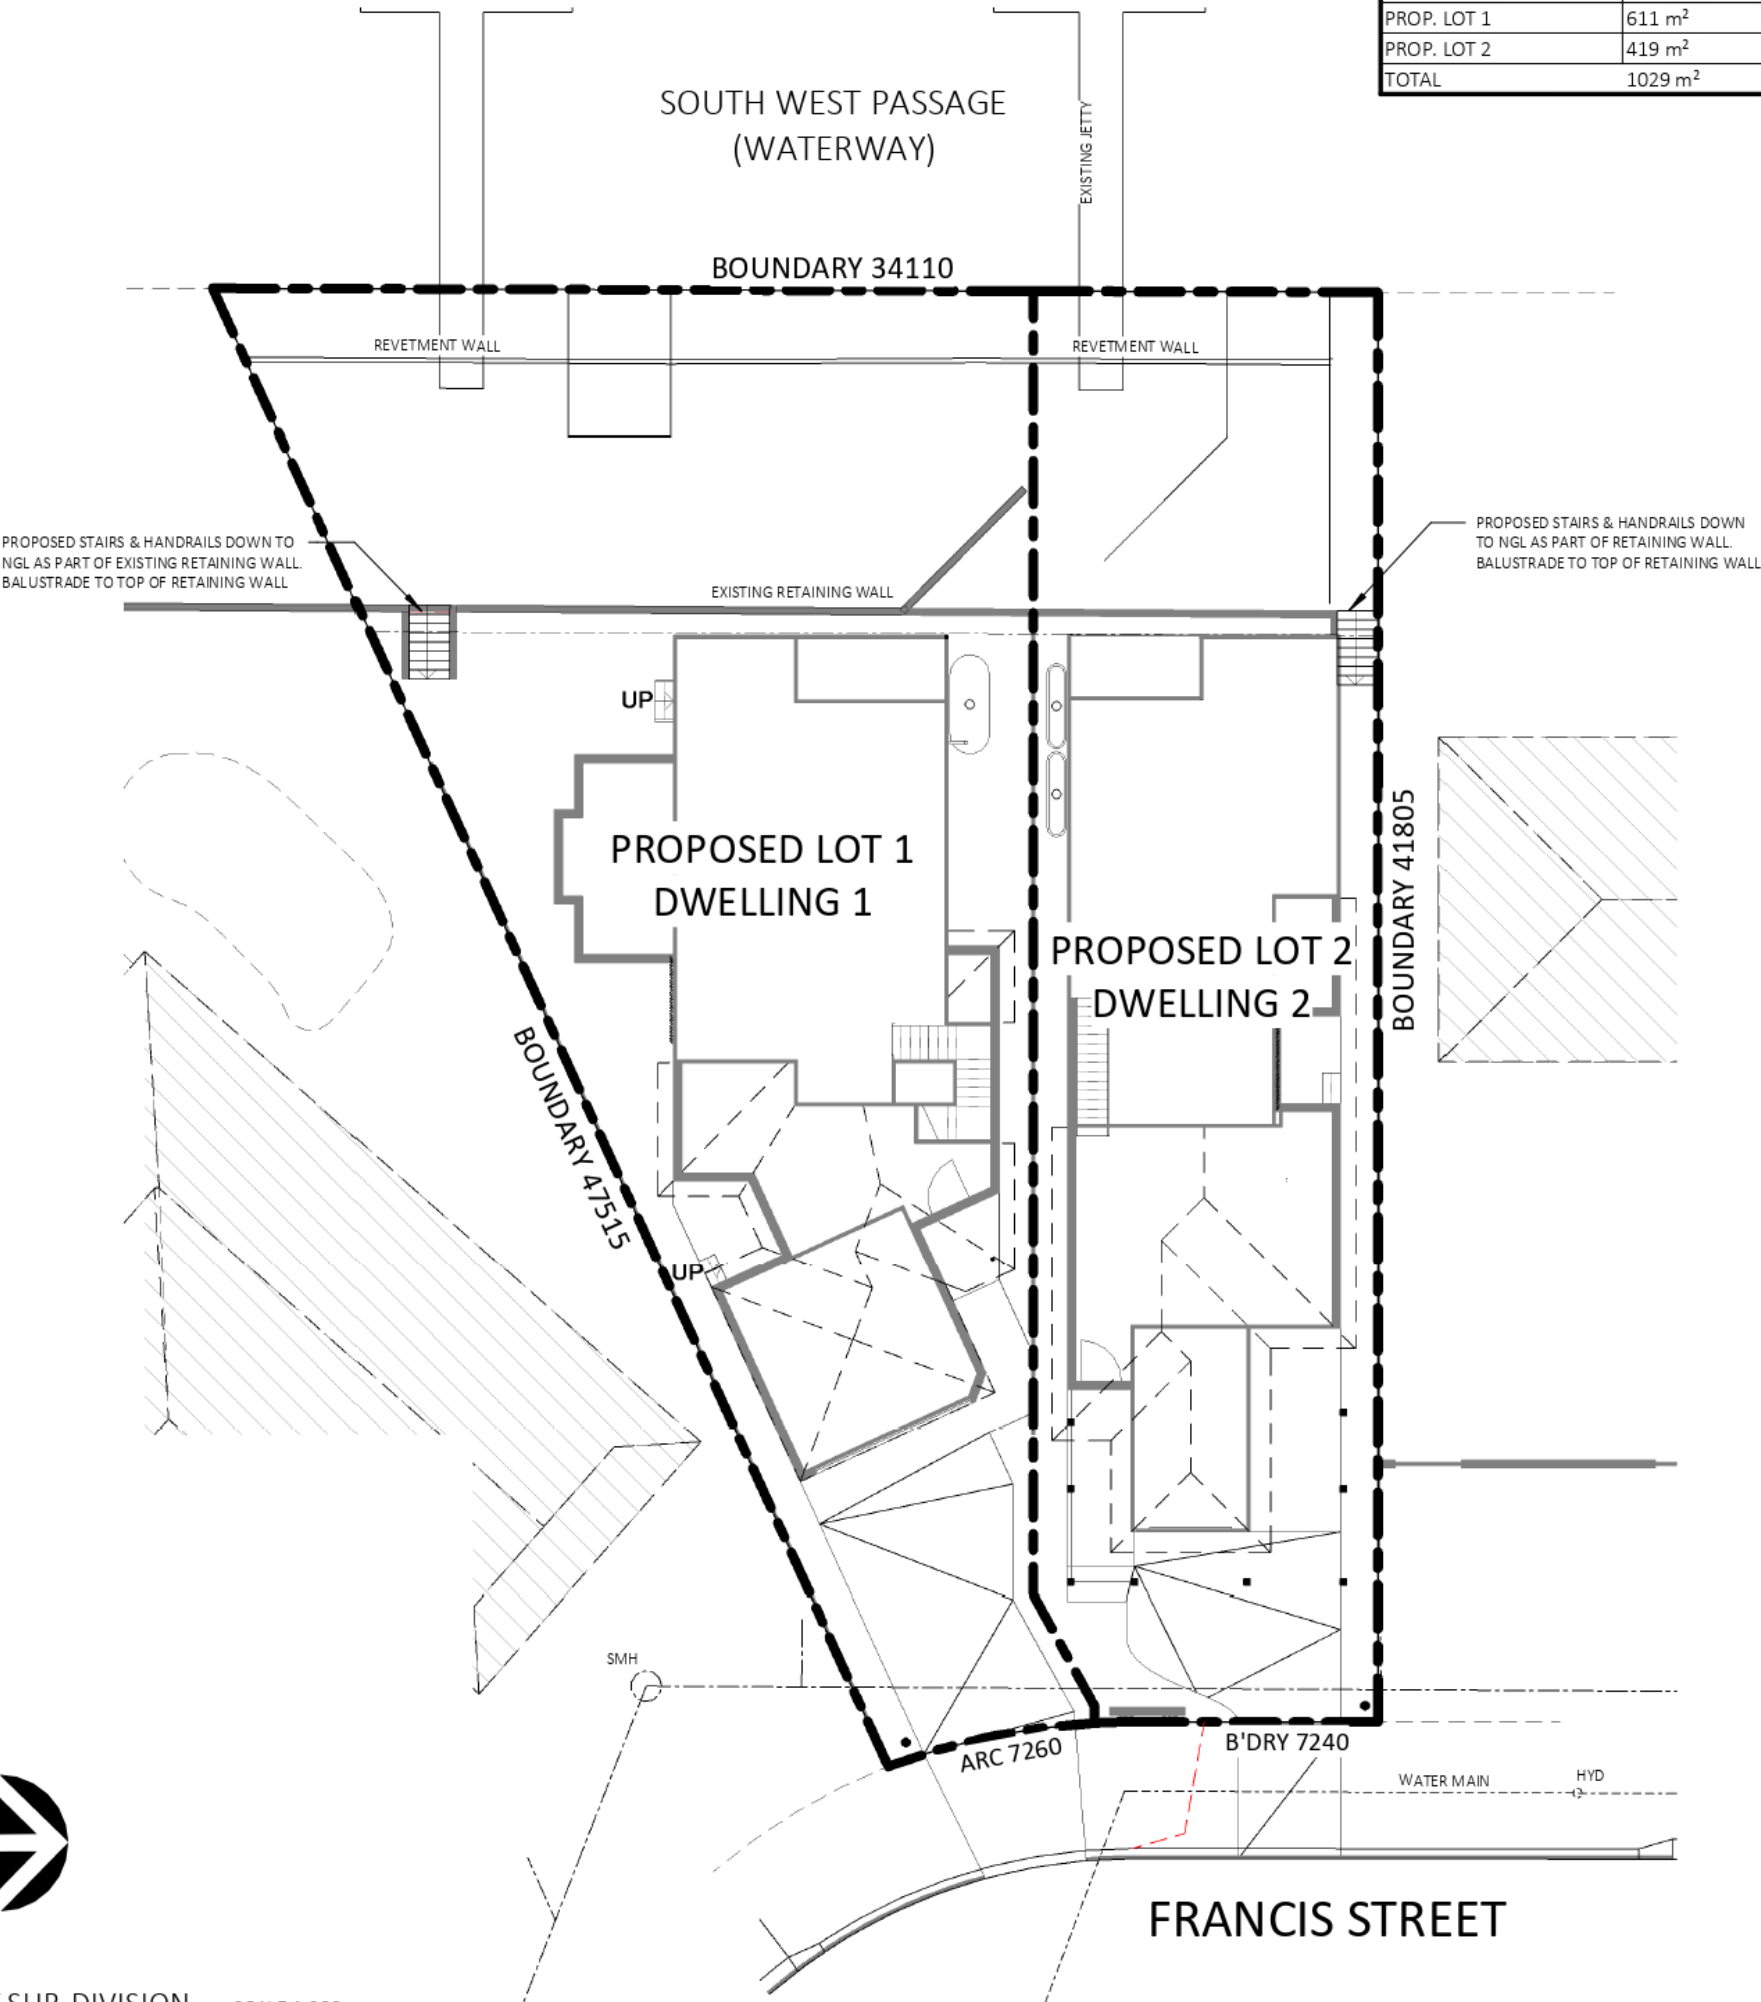 PROP. LOT 1 611 m²
PROP. LOT 2 419 m²
TOTAL 1029 m²
SOUTH WEST PASSAGE
(WATERWAY)
EXISTING JETTY
BOUNDARY 34110
REVETMENT WALL
REVETMENT WALL
PROPOSED STAIRS & HANDRAILS DOWN TO
NGL AS PART OF EXISTING RETAINING WALL.
BALUSTRADE TO TOP OF RETAINING WALL
PROPOSED STAIRS & HANDRAILS DOWN
TO NGL AS PART OF RETAINING WALL.
BALUSTRADE TO TOP OF RETAINING WALL
EXISTING RETAINING WALL
UP
PROPOSED LOT 1
DWELLING 1
BOUNDARY 41805
PROPOSED LOT 2
DWELLING 2
BOUNDARY 47515
UP
SMH
ARC 7260
B'DRY 7240
WATER MAIN
HYD
FRANCIS STREET